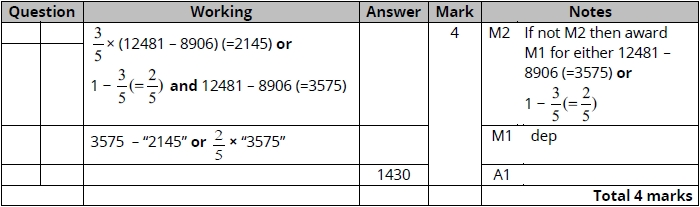 Question Working Answer Mark Notes
3/5 × (12481 – 8906) (=2145) or
1 – 3/5 (= 2/5) and 12481 – 8906 (=3575)
4
M2 If not M2 then award
M1 for either 12481 –
8906 (=3575) or
1 – 3/5 (= 2/5)
3575 – “2145” or 2/5 × “3575”
M1 dep
1430 A1
Total 4 marks